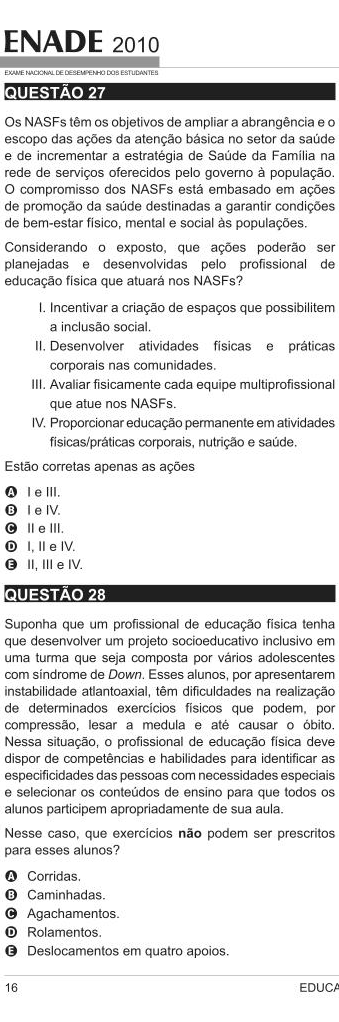 ENADE 2010
EXAME NACIONAL DE DESEMPENHO DOS ESTUDANTES
QUESTÃO 27
Os NASFs têm os objetivos de ampliar a abrangência e o
escopo das ações da atenção básica no setor da saúde
e de incrementar a estratégia de Saúde da Família na
rede de serviços oferecidos pelo governo à população.
O compromisso dos NASFs está embasado em ações
de promoção da saúde destinadas a garantir condições
de bem-estar físico, mental e social às populações.
Considerando o exposto, que ações poderão ser
planejadas e desenvolvidas pelo profissional de
educação física que atuará nos NASFs?
I. Incentivar a criação de espaços que possibilitem
a inclusão social.
II. Desenvolver atividades físicas e práticas
corporais nas comunidades.
III. Avaliar fisicamente cada equipe multiprofissional
que atue nos NASFs.
IV. Proporcionar educação permanente em atividades
físicas/práticas corporais, nutrição e saúde.
Estão corretas apenas as ações
A I e III.
B I e IV.
C II e III.
D I, II e IV.
E II, III e IV.
QUESTÃO 28
Suponha que um profissional de educação física tenha
que desenvolver um projeto socioeducativo inclusivo em
uma turma que seja composta por vários adolescentes
com síndrome de Down. Esses alunos, por apresentarem
instabilidade atlantoaxial, têm dificuldades na realização
de determinados exercícios físicos que podem, por
compressão, lesar a medula e até causar o óbito.
Nessa situação, o profissional de educação física deve
dispor de competências e habilidades para identificar as
especificidades das pessoas com necessidades especiais
e selecionar os conteúdos de ensino para que todos os
alunos participem apropriadamente de sua aula.
Nesse caso, que exercícios não podem ser prescritos
para esses alunos?
A Corridas.
B Caminhadas.
C Agachamentos.
D Rolamentos.
E Deslocamentos em quatro apoios.
16 EDUCA